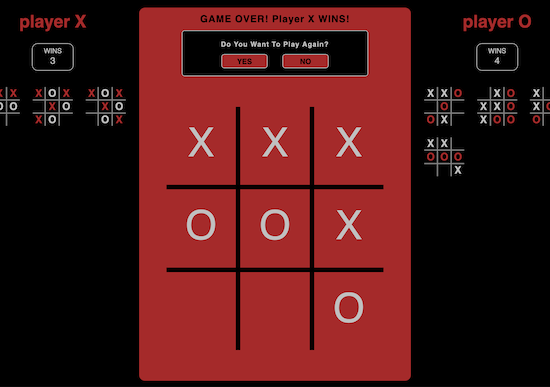 GAME OVER! Player X WINS!
player X
player O
Do You Want To Play Again?
WINS
3
WINS
4
YES
NO
X X X
O O X
O
X X
O O
X O X
X O
X O
X O X
X O
O X
X X O
O
O X
X X O
X X O
X O O
X
X
O
X X
O O O
X